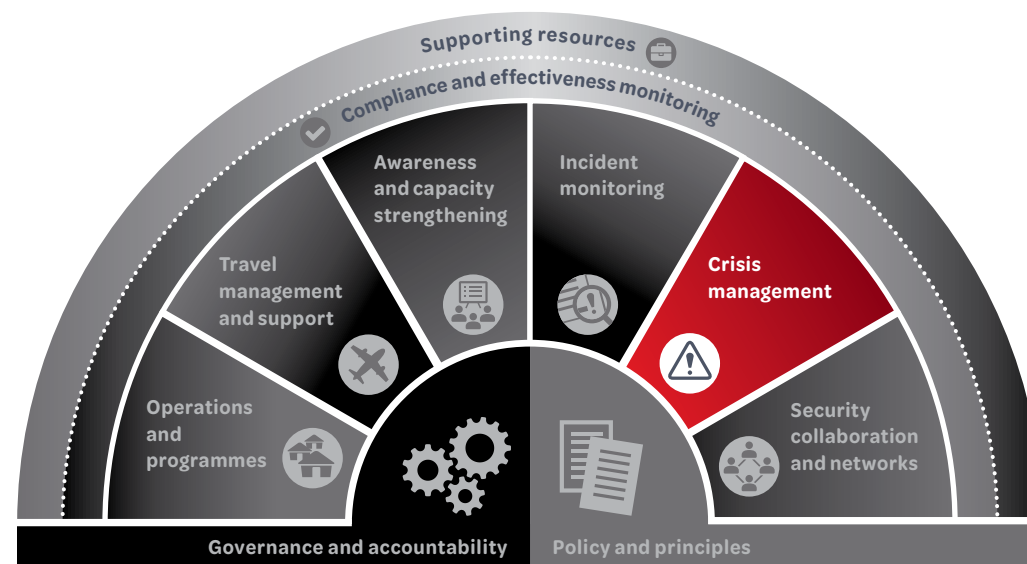 Supporting resources
Compliance and effectiveness monitoring
Awareness
and capacity
strengthening
Incident
monitoring
Travel
management
and support
Crisis
management
Operations
and
programmes
Security
collaboration
and networks
Governance and accountability
Policy and principles